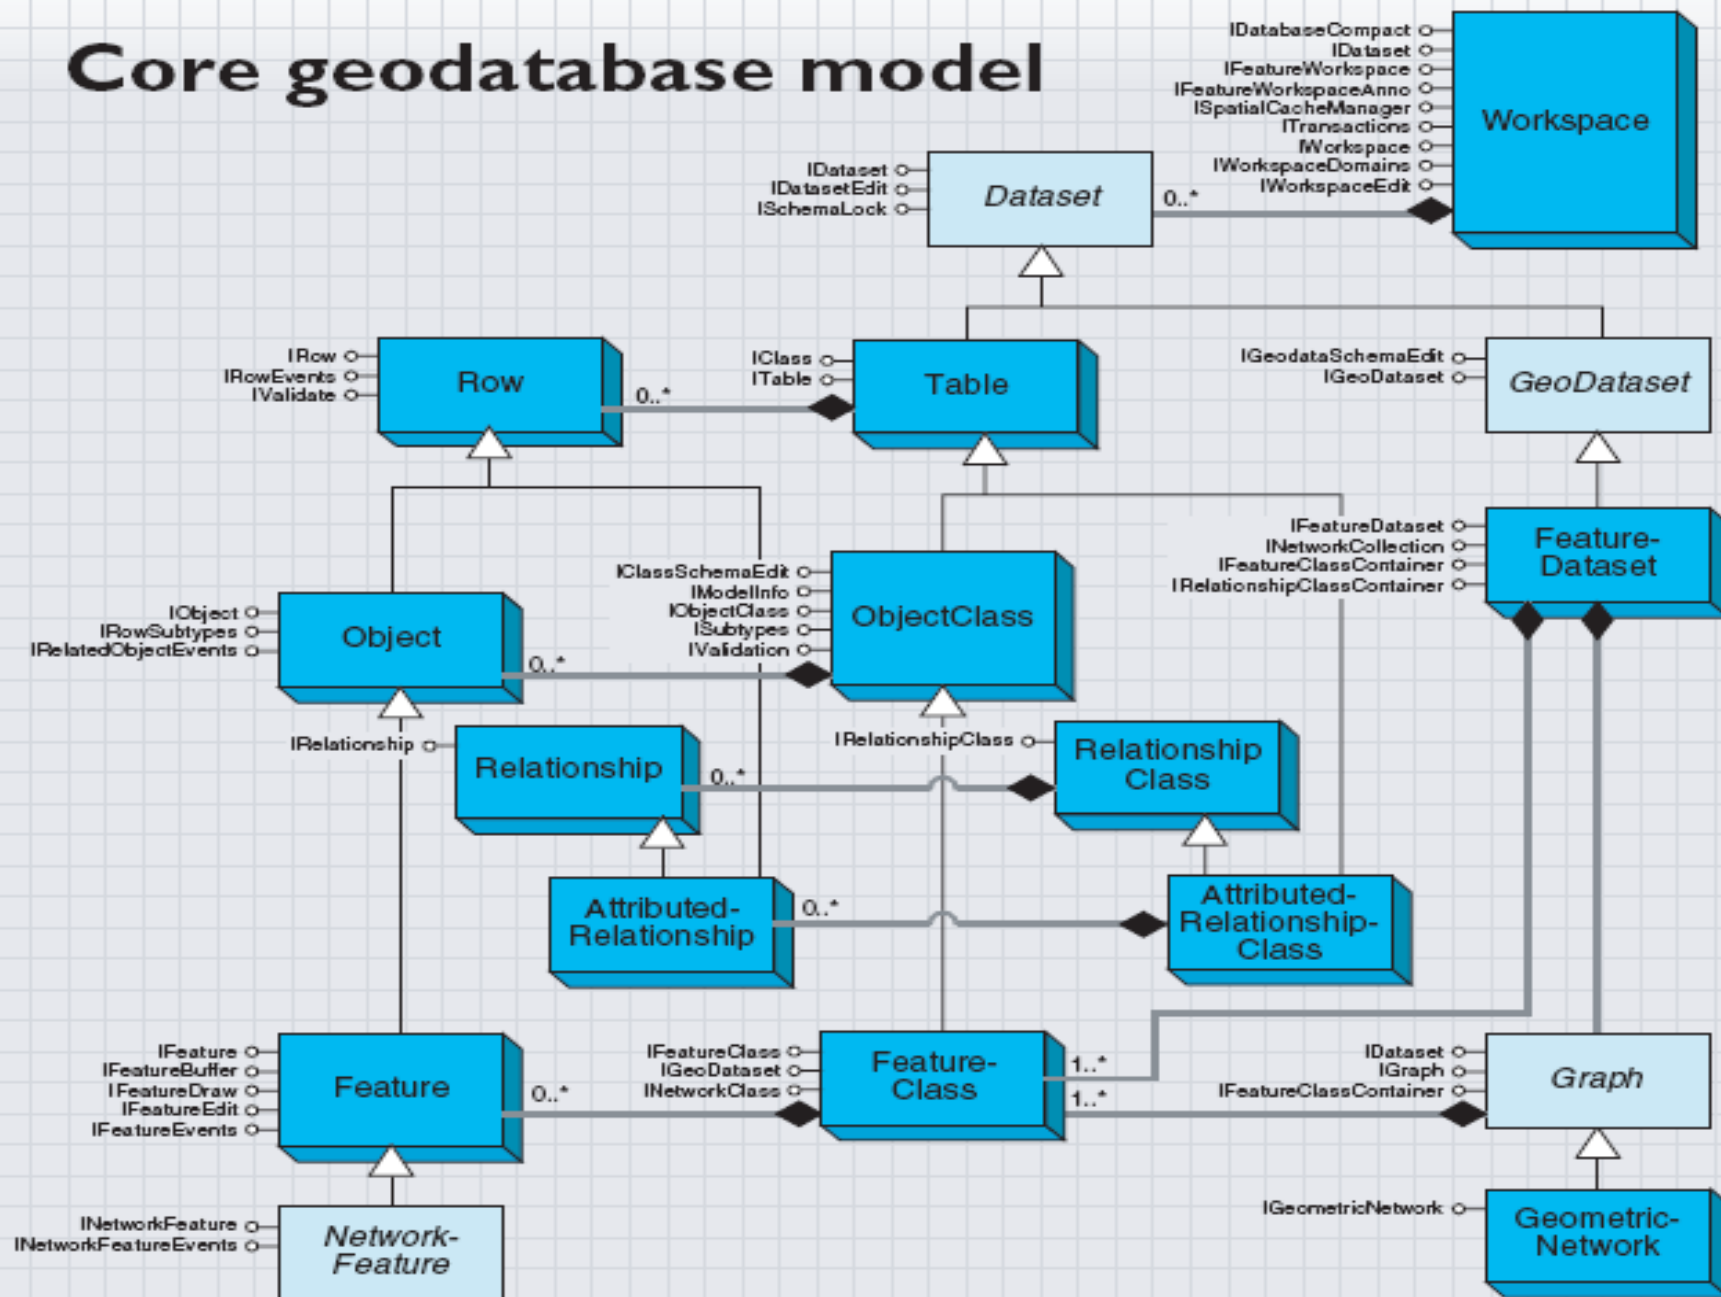 Core geodatabase model
IDatabaseCompact
IDataset
IFeatureWorkspace
IFeatureWorkspaceAnno
ISpatialCacheManager
ITransactions
IWorkspace
IWorkspaceDomains
IWorkspaceEdit
Workspace
IDataset
IDatasetEdit
ISchemaLock
Dataset
0..*
IRow
IRowEvents
IValidate
Row
0..*
IClass
ITable
Table
IGeodataSchemaEdit
IGeoDataset
GeoDataset
IFeatureDataset
INetworkCollection
IFeatureClassContainer
IRelationshipClassContainer
Feature-
Dataset
IClassSchemaEdit
IModelInfo
IObjectClass
ISubtypes
IValidation
ObjectClass
IObject
IRowSubtypes
IRelatedObjectEvents
Object
0..*
IRelationship
Relationship
0..*
IRelationshipClass
Relationship
Class
Attributed-
Relationship
0..*
Attributed-
Relationship-
Class
IFeature
IFeatureBuffer
IFeatureDraw
IFeatureEdit
IFeatureEvents
Feature
0..*
IFeatureClass
IGeoDataset
INetworkClass
Feature-
Class
1..*
1..*
IDataset
IGraph
IFeatureClassContainer
Graph
INetworkFeature
INetworkFeatureEvents
Network-
Feature
IGeometricNetwork
Geometric-
Network